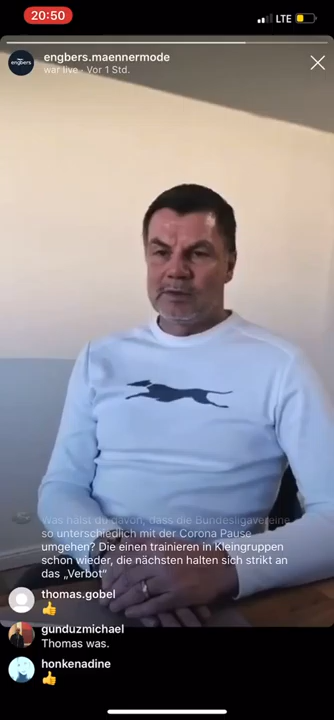 20:50
LTE
engbers
engbers.maennermode
war live · Vor 1 Std.
Was hälst du davon, dass die Bundesligavereine
so unterschiedlich mit der Corona Pause
umgehen? Die einen trainieren in Kleingruppen
schon wieder, die nächsten halten sich strikt an
das „Verbot"
thomas.gobel
👍
gunduzmichael
Thomas was.
honkenadine
👍